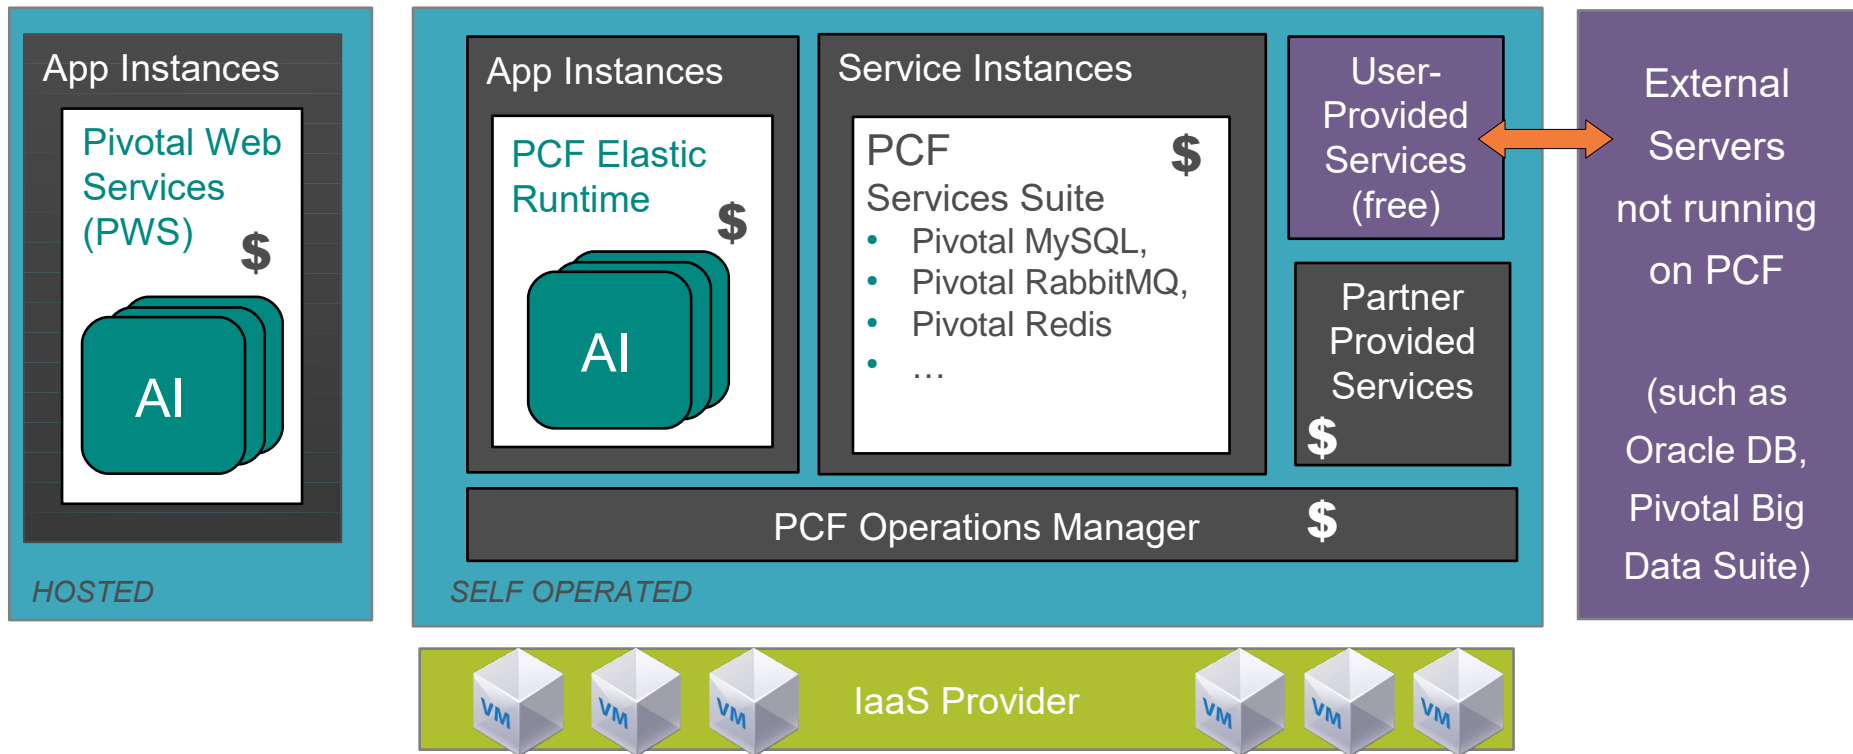 App Instances
Pivotal Web
Services
(PWS)
$
AI
HOSTED
App Instances
PCF Elastic
Runtime
$
AI
Service Instances
PCF
$
Services Suite
• Pivotal MySQL,
• Pivotal RabbitMQ,
• Pivotal Redis
• …
User-
Provided
Services
(free)
Partner
Provided
Services
$
PCF Operations Manager
$
SELF OPERATED
External
Servers
not running
on PCF
(such as
Oracle DB,
Pivotal Big
Data Suite)
VM
VM
VM
IaaS Provider
VM
VM
VM